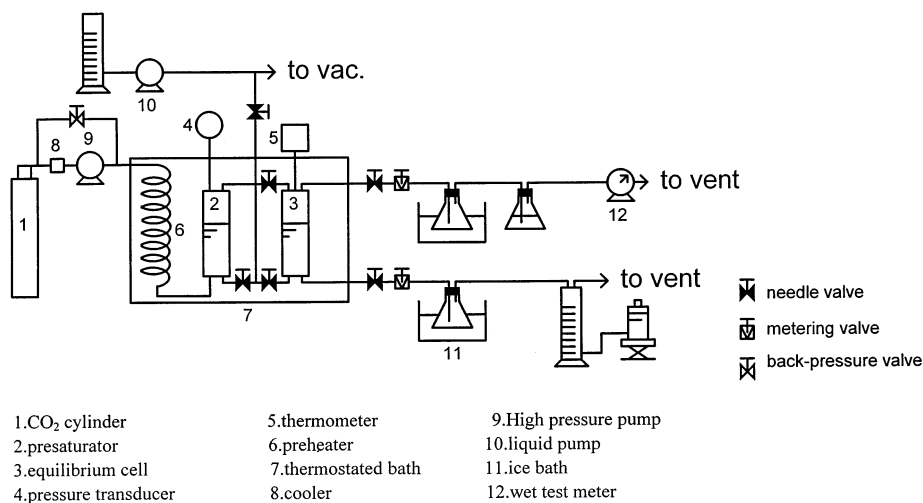 to vac.
10
4
5
9
8
to vent
2
3
1
12
6
to vent
needle valve
7
metering valve
11
back-pressure valve
1.CO₂ cylinder
5.thermometer
9.High pressure pump
2.presaturator
6.preheater
10.liquid pump
3.equilibrium cell
7.thermostated bath
11.ice bath
4.pressure transducer
8.cooler
12.wet test meter